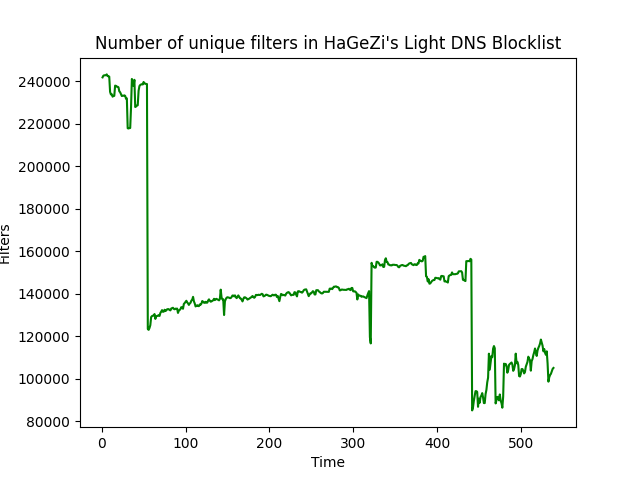 Number of unique filters in HaGeZi's Light DNS Blocklist
240000
220000
200000
180000
160000
140000
120000
100000
80000
Filters
0 100 200 300 400 500
Time